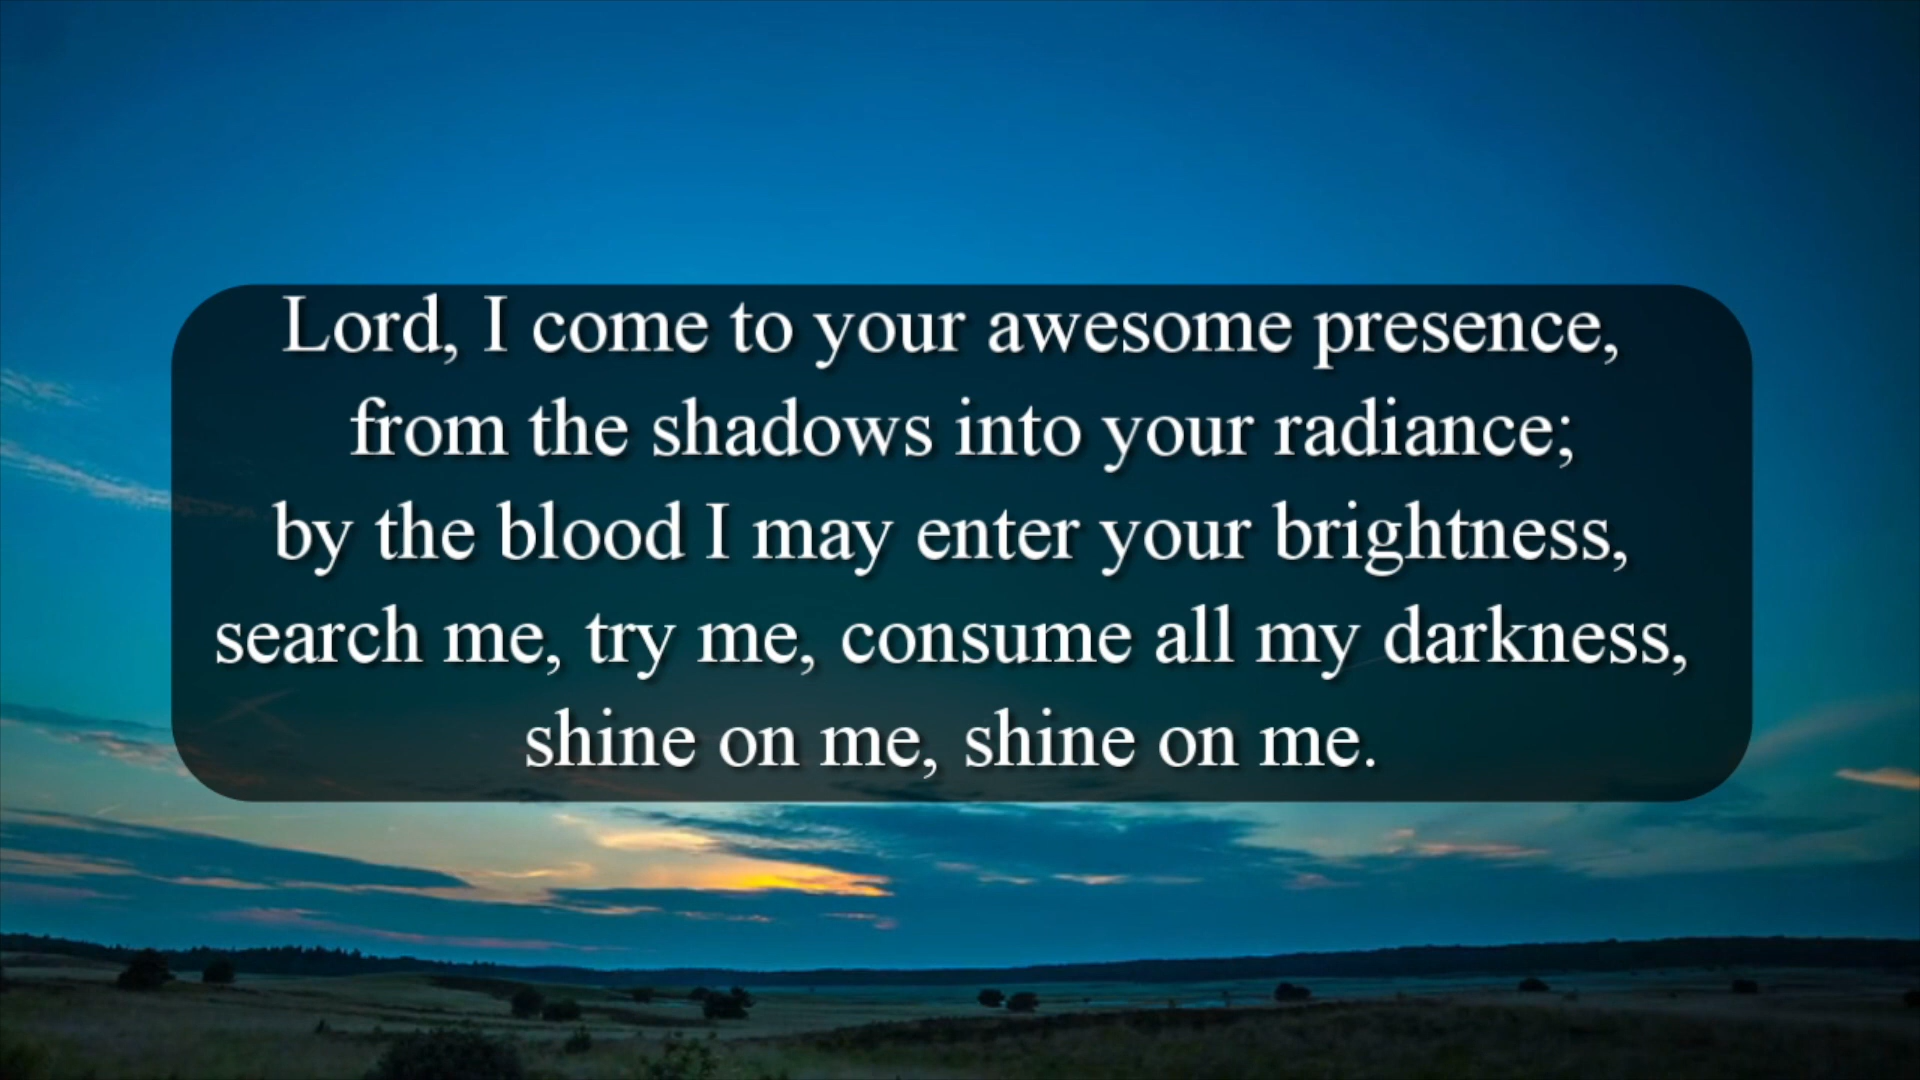 Lord, I come to your awesome presence,
from the shadows into your radiance;
by the blood I may enter your brightness,
search me, try me, consume all my darkness,
shine on me, shine on me.